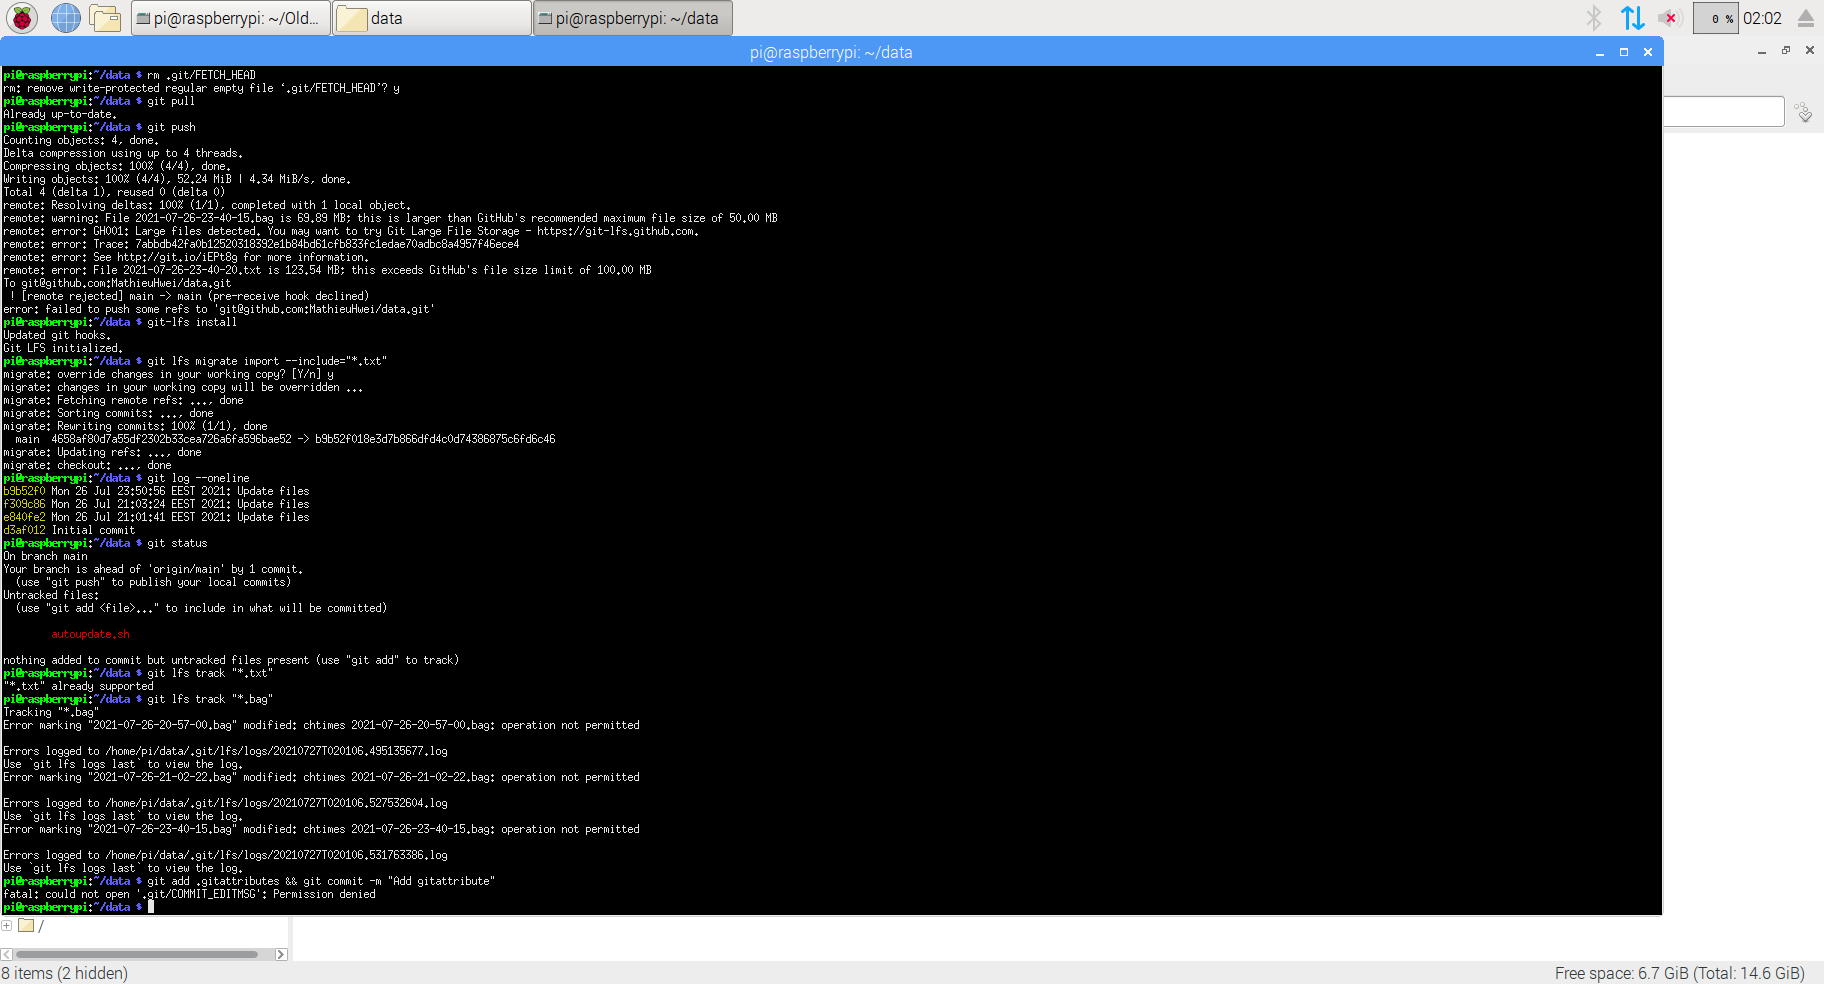 pi@raspberrypi: ~/Old... data pi@raspberrypi: ~/data 0 % 02:02
pi@raspberrypi: ~/data
pi@raspberrypi:~/data $ rm .git/FETCH_HEAD
rm: remove write-protected regular empty file ‘.git/FETCH_HEAD’? y
pi@raspberrypi:~/data $ git pull
Already up-to-date.
pi@raspberrypi:~/data $ git push
Counting objects: 4, done.
Delta compression using up to 4 threads.
Compressing objects: 100% (4/4), done.
Writing objects: 100% (4/4), 52.24 MiB | 4.34 MiB/s, done.
Total 4 (delta 1), reused 0 (delta 0)
remote: Resolving deltas: 100% (1/1), completed with 1 local object.
remote: warning: File 2021-07-26-23-40-15.bag is 69.89 MB; this is larger than GitHub's recommended maximum file size of 50.00 MB
remote: error: GH001: Large files detected. You may want to try Git Large File Storage - https://git-lfs.github.com.
remote: error: Trace: 7abbdb42fa0b12520318392e1b84bd61cfb833fc1edae70adbc8a4957f46ece4
remote: error: See http://git.io/iEPt8g for more information.
remote: error: File 2021-07-26-23-40-20.txt is 123.54 MB; this exceeds GitHub's file size limit of 100.00 MB
To git@github.com:MathieuHwei/data.git
 ! [remote rejected] main -> main (pre-receive hook declined)
error: failed to push some refs to 'git@github.com:MathieuHwei/data.git'
pi@raspberrypi:~/data $ git-lfs install
Updated git hooks.
Git LFS initialized.
pi@raspberrypi:~/data $ git lfs migrate import --include="*.txt"
migrate: override changes in your working copy? [Y/n] y
migrate: changes in your working copy will be overridden ...
migrate: Fetching remote refs: ..., done
migrate: Sorting commits: ..., done
migrate: Rewriting commits: 100% (1/1), done
  main  4658af80d7a55df2302b33cea726a6fa596bae52 -> b9b52f018e3d7b866dfd4c0d74386875c6fd6c46
migrate: Updating refs: ..., done
migrate: checkout: ..., done
pi@raspberrypi:~/data $ git log --oneline
b9b52f0 Mon 26 Jul 23:50:56 EEST 2021: Update files
f309c86 Mon 26 Jul 21:03:24 EEST 2021: Update files
e840fe2 Mon 26 Jul 21:01:41 EEST 2021: Update files
d3af012 Initial commit
pi@raspberrypi:~/data $ git status
On branch main
Your branch is ahead of 'origin/main' by 1 commit.
  (use "git push" to publish your local commits)
Untracked files:
  (use "git add <file>..." to include in what will be committed)
autoupdate.sh
nothing added to commit but untracked files present (use "git add" to track)
pi@raspberrypi:~/data $ git lfs track "*.txt"
"*.txt" already supported
pi@raspberrypi:~/data $ git lfs track "*.bag"
Tracking "*.bag"
Error marking "2021-07-26-20-57-00.bag" modified: chtimes 2021-07-26-20-57-00.bag: operation not permitted
Errors logged to /home/pi/data/.git/lfs/logs/20210727T020106.495135677.log
Use `git lfs logs last` to view the log.
Error marking "2021-07-26-21-02-22.bag" modified: chtimes 2021-07-26-21-02-22.bag: operation not permitted
Errors logged to /home/pi/data/.git/lfs/logs/20210727T020106.527532604.log
Use `git lfs logs last` to view the log.
Error marking "2021-07-26-23-40-15.bag" modified: chtimes 2021-07-26-23-40-15.bag: operation not permitted
Errors logged to /home/pi/data/.git/lfs/logs/20210727T020106.531763386.log
Use `git lfs logs last` to view the log.
pi@raspberrypi:~/data $ git add .gitattributes && git commit -m "Add gitattribute"
fatal: could not open '.git/COMMIT_EDITMSG': Permission denied
pi@raspberrypi:~/data $
/
8 items (2 hidden) Free space: 6.7 GiB (Total: 14.6 GiB)